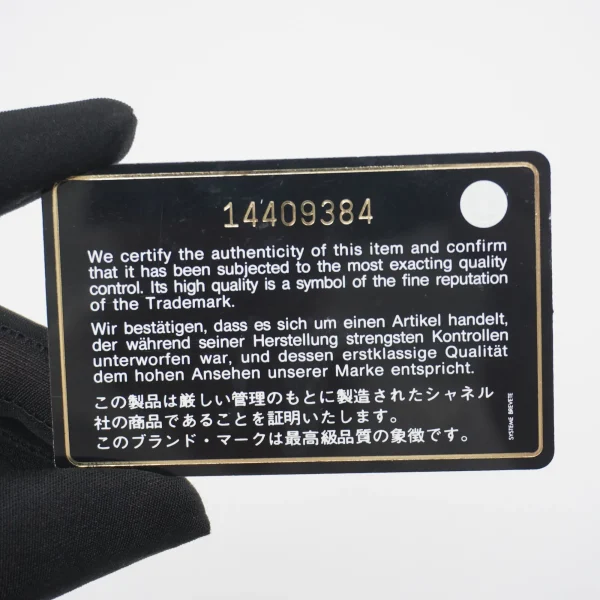 14409384
We certify the authenticity of this item and confirm
that it has been subjected to the most exacting quality
control. Its high quality is a symbol of the fine reputation
of the Trademark.
Wir bestätigen, dass es sich um einen Artikel handelt,
der während seiner Herstellung strengsten Kontrollen
unterworfen war, und dessen erstklassige Qualität
dem hohen Ansehen unserer Marke entspricht.
この製品は厳しい管理のもとに製造されたシャネル
社の商品であることを証明いたします。
このブランド・マークは最高級品質の象徴です。
SYSTEME BREVETE